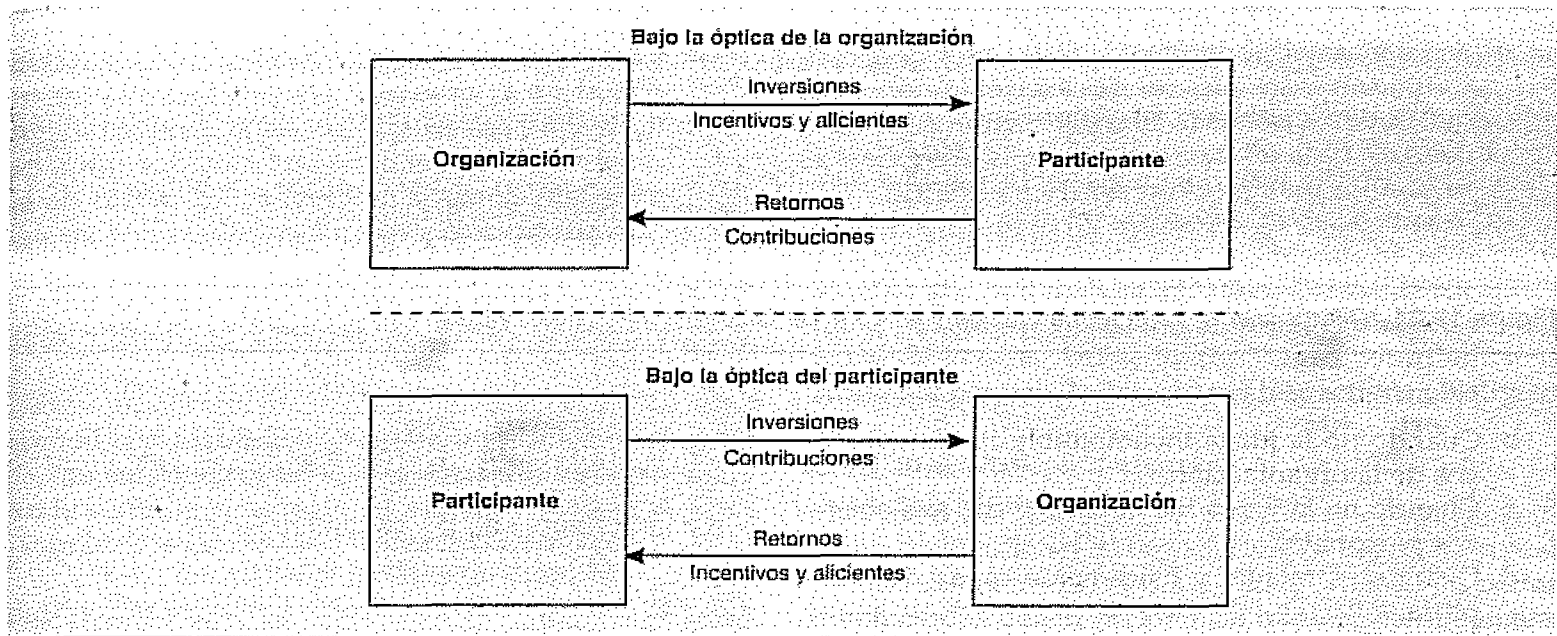 Bajo la óptica de la organización
Inversiones
Incentivos y alicientes
Organización
Participante
Retornos
Contribuciones
Bajo la óptica del participante
Inversiones
Contribuciones
Participante
Organización
Retornos
Incentivos y alicientes